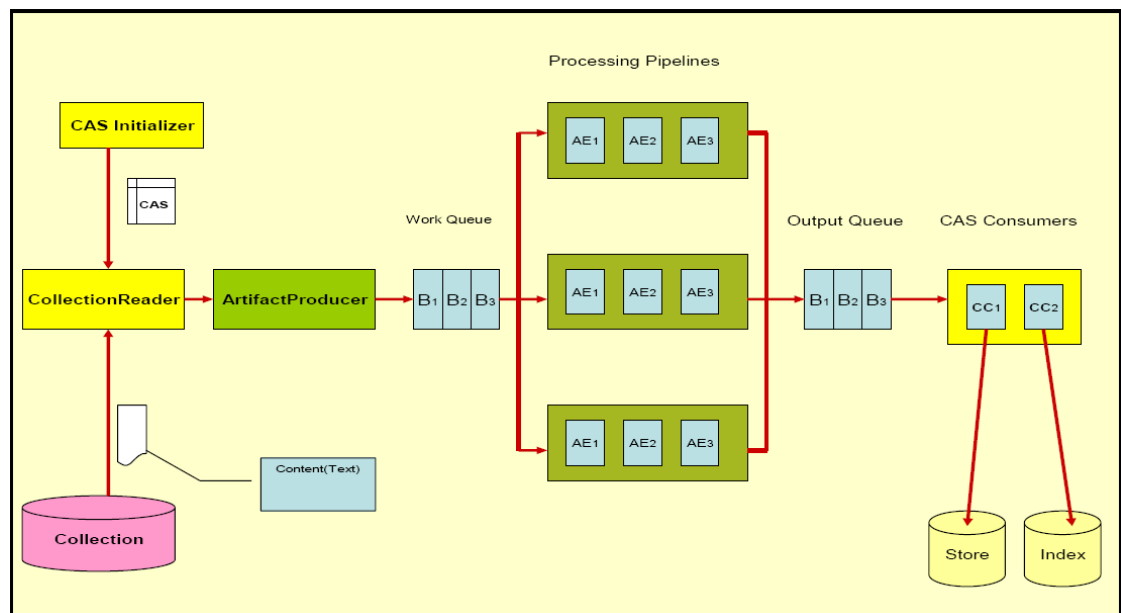 Processing Pipelines
CAS Initializer
AE1 AE2 AE3
CAS
Work Queue
Output Queue
CAS Consumers
CollectionReader
ArtifactProducer
B1 B2 B3
AE1 AE2 AE3
B1 B2 B3
CC1 CC2
AE1 AE2 AE3
Content(Text)
Collection
Store
Index